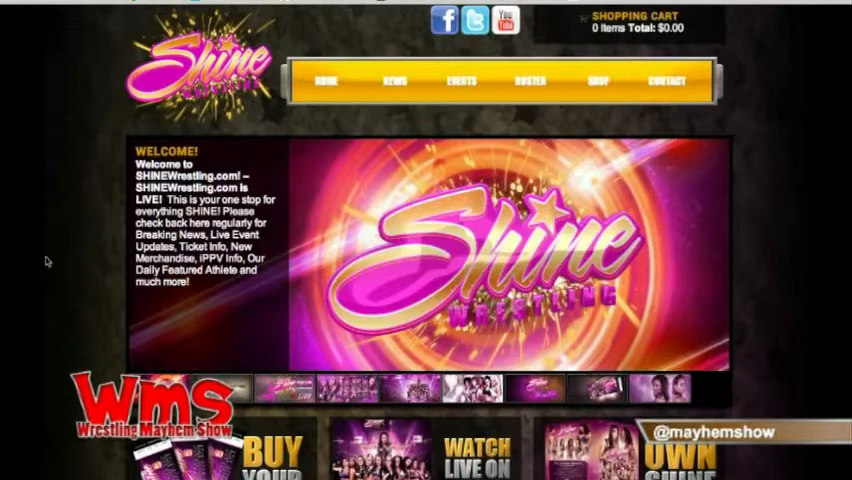 SHOPPING CART
0 Items Total: $0.00
You
Tube
Shine
WRESTLING
HOME
NEWS
EVENTS
ROSTER
SHOP
CONTACT
WELCOME!
Welcome to
SHINEWrestling.com! –
SHINEWrestling.com is
LIVE! This is your one stop for
everything SHINE! Please
check back here regularly for
Breaking News, Live Event
Updates, Ticket Info, New
Merchandise, iPPV Info, Our
Daily Featured Athlete and
much more!
Shine
WRESTLING
WMS
Wrestling Mayhem Show
@mayhemshow
BUY
YOUR
WATCH
LIVE ON
OWN
SHINE